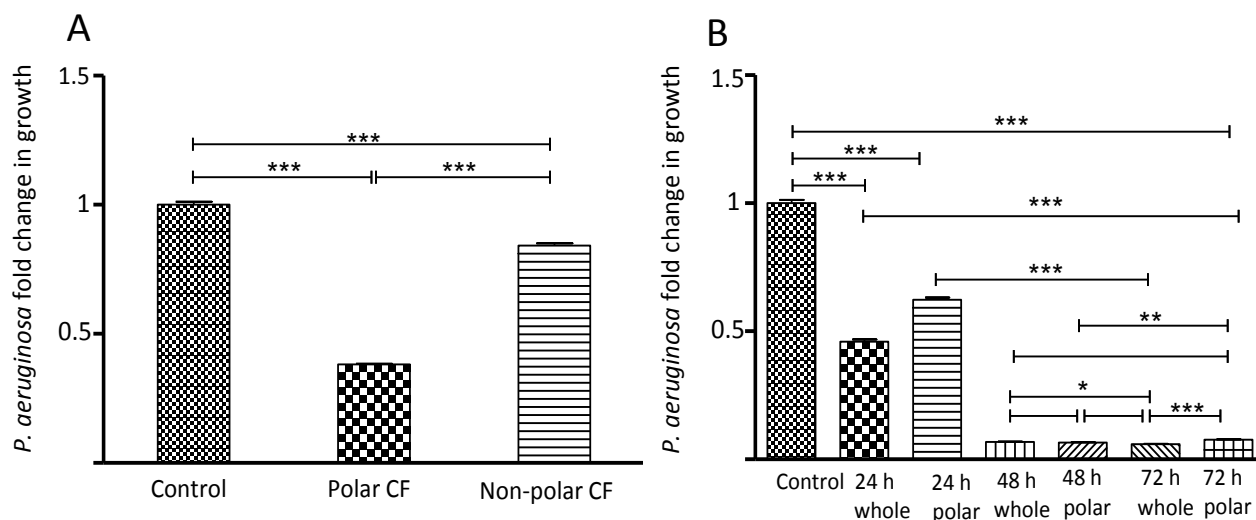 A
P. aeruginosa fold change in growth
1.5
1
0.5
0
***
***
***
Control
Polar CF
Non-polar CF
B
P. aeruginosa fold change in growth
1.5
1
0.5
0
***
***
***
***
***
**
*
***
Control
24 h
whole
24 h
polar
48 h
whole
48 h
polar
72 h
whole
72 h
polar